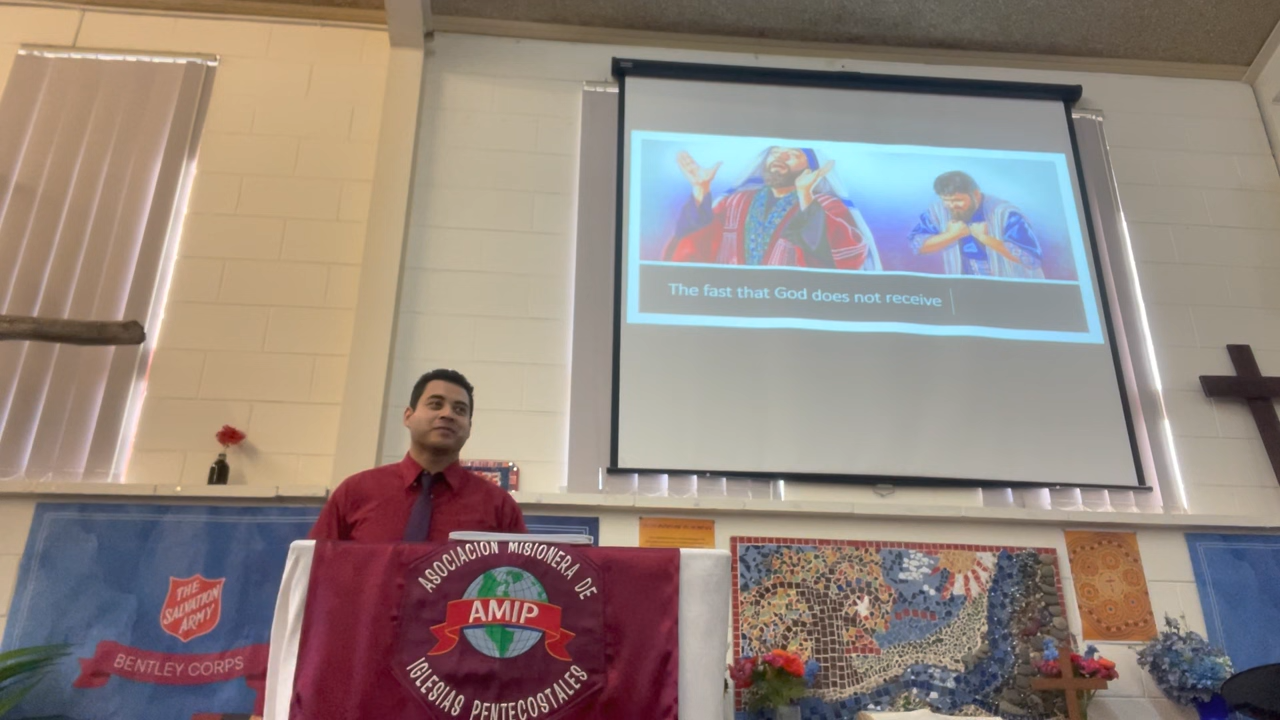 The fast that God does not receive
THE
SALVATION
ARMY
BENTLEY CORPS
ASOCIACION MISIONERA DE
AMIP
IGLESIAS PENTECOSTALES